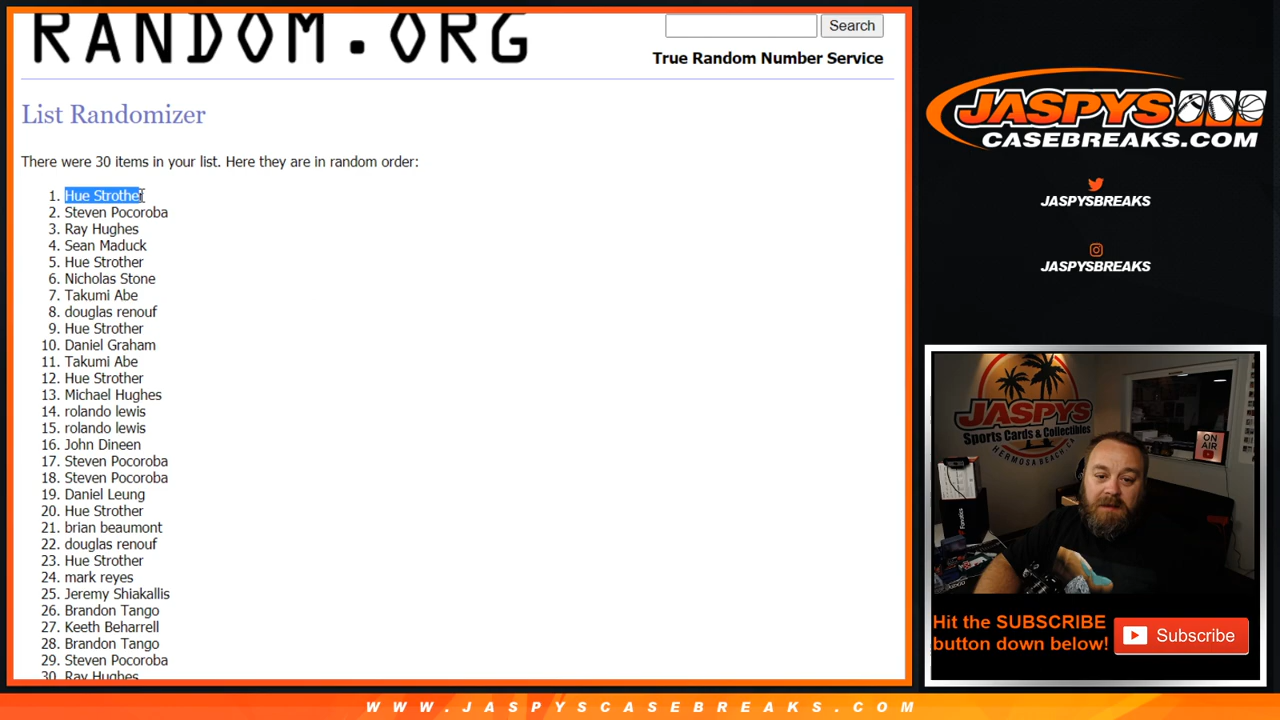 RANDOM.ORG
Search
True Random Number Service
List Randomizer
There were 30 items in your list. Here they are in random order:
1. Hue Strother
2. Steven Pocoroba
3. Ray Hughes
4. Sean Maduck
5. Hue Strother
6. Nicholas Stone
7. Takumi Abe
8. douglas renouf
9. Hue Strother
10. Daniel Graham
11. Takumi Abe
12. Hue Strother
13. Michael Hughes
14. rolando lewis
15. rolando lewis
16. John Dineen
17. Steven Pocoroba
18. Steven Pocoroba
19. Daniel Leung
20. Hue Strother
21. brian beaumont
22. douglas renouf
23. Hue Strother
24. mark reyes
25. Jeremy Shiakallis
26. Brandon Tango
27. Keeth Beharrell
28. Brandon Tango
29. Steven Pocoroba
30. Ray Hughes
JASPYS
CASEBREAKS.COM
JASPYSBREAKS
JASPYSBREAKS
JASPYS
Sports Cards & Collectibles
HERMOSA BEACH, CA
ON
AIR
Fanatics
Hit the SUBSCRIBE
button down below!
Subscribe
WWW.JASPYSCASEBREAKS.COM